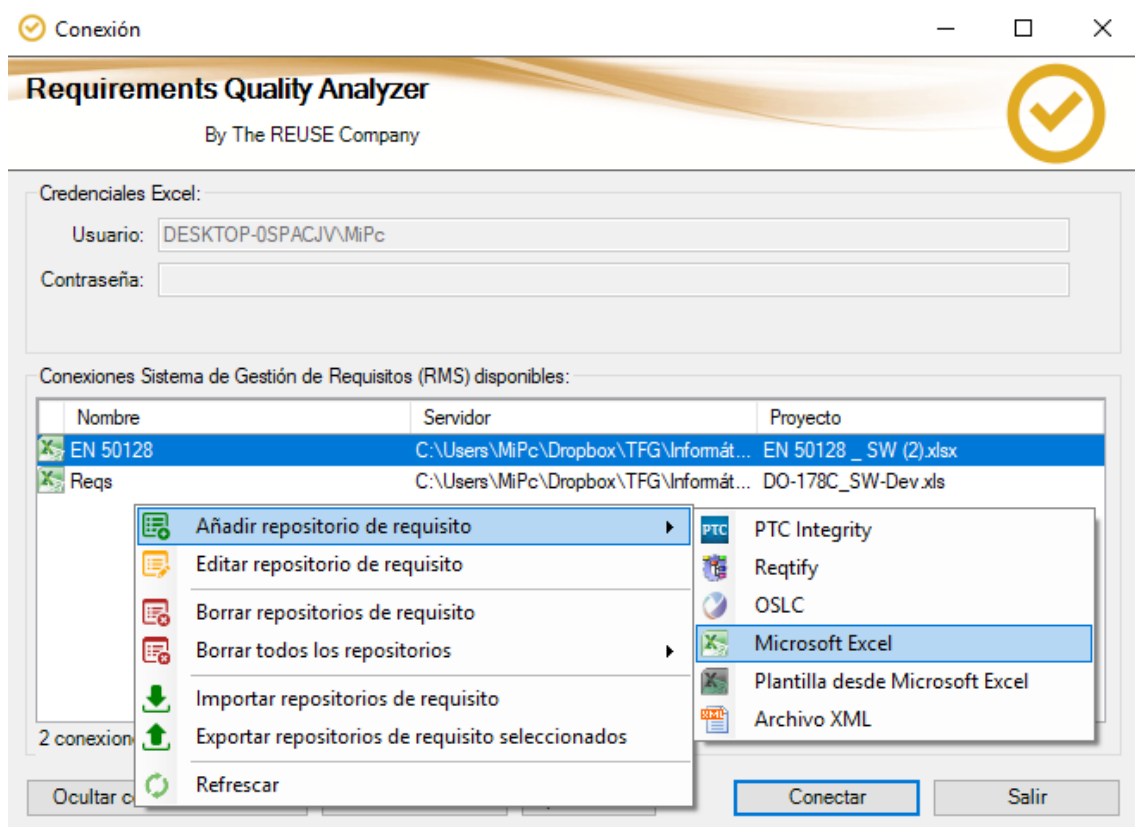 Conexión
Requirements Quality Analyzer
By The REUSE Company
Credenciales Excel:
Usuario: DESKTOP-0SPACJV\MiPc
Contraseña:
Conexiones Sistema de Gestión de Requisitos (RMS) disponibles:
Nombre Servidor Proyecto
EN 50128 C:\Users\MiPc\Dropbox\TFG\Informát... EN 50128 _ SW (2).xlsx
Reqs C:\Users\MiPc\Dropbox\TFG\Informát... DO-178C_SW-Dev.xls
Añadir repositorio de requisito
Editar repositorio de requisito
Borrar repositorios de requisito
Borrar todos los repositorios
Importar repositorios de requisito
Exportar repositorios de requisito seleccionados
Refrescar
PTC PTC Integrity
Reqtify
OSLC
Microsoft Excel
Plantilla desde Microsoft Excel
XML Archivo XML
2 conexion
Ocultar c
Conectar
Salir